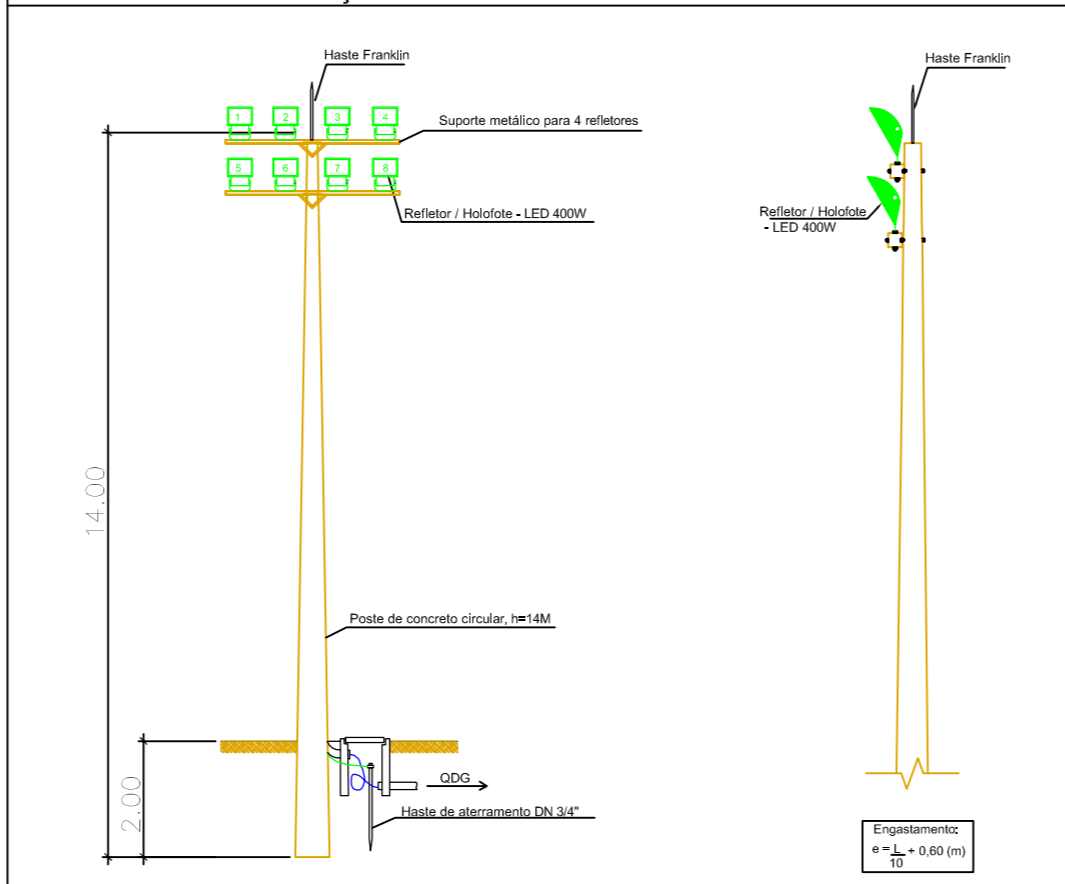 Haste Franklin
1 2 3 4
Suporte metálico para 4 refletores
5 6 7 8
Refletor / Holofote - LED 400W
14.00
Poste de concreto circular, h=14M
2.00
QDG
Haste de aterramento DN 3/4"
Haste Franklin
Refletor / Holofote
- LED 400W
Engastamento:
e = L/10 + 0,60 (m)